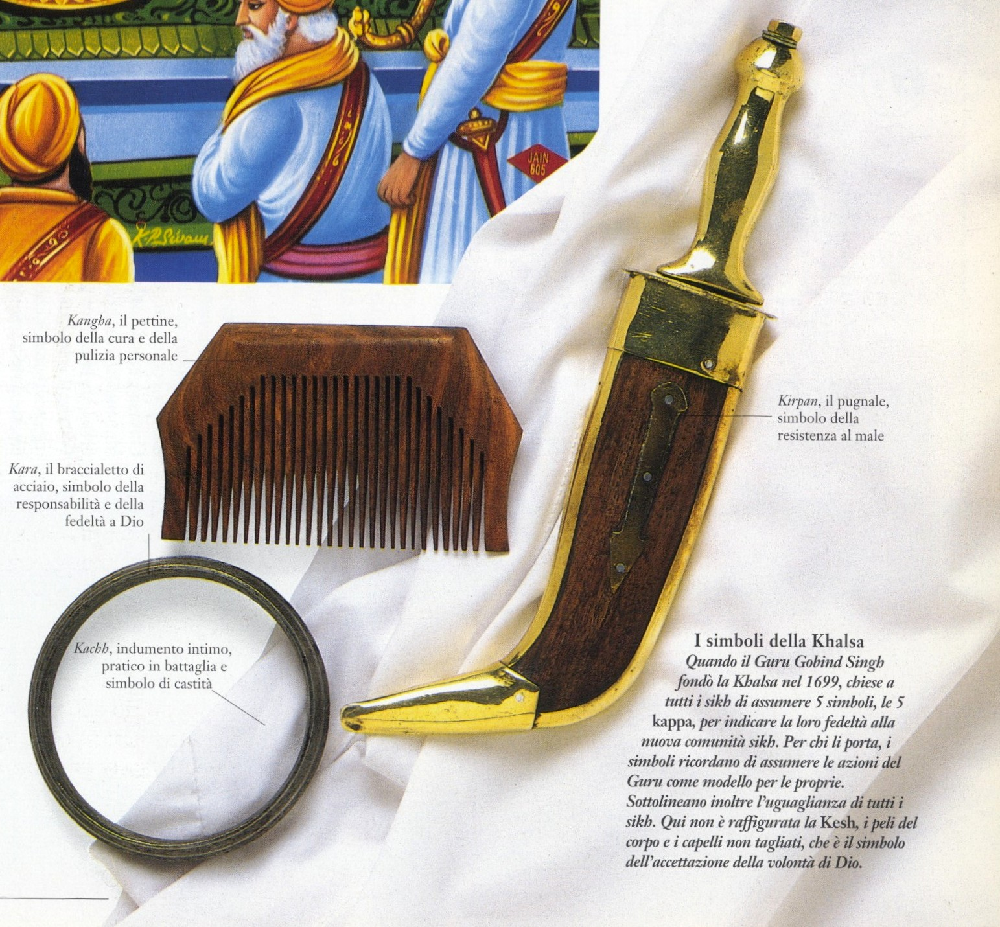 JAIN
605
K.P. Sivam
Kangha, il pettine,
simbolo della cura e della
pulizia personale
Kirpan, il pugnale,
simbolo della
resistenza al male
Kara, il braccialetto di
acciaio, simbolo della
responsabilità e della
fedeltà a Dio
Kachh, indumento intimo,
pratico in battaglia e
simbolo di castità
I simboli della Khalsa
Quando il Guru Gobind Singh
fondò la Khalsa nel 1699, chiese a
tutti i sikh di assumere 5 simboli, le 5
kappa, per indicare la loro fedeltà alla
nuova comunità sikh. Per chi li porta, i
simboli ricordano di assumere le azioni del
Guru come modello per le proprie.
Sottolineano inoltre l'uguaglianza di tutti i
sikh. Qui non è raffigurata la Kesh, i peli del
corpo e i capelli non tagliati, che è il simbolo
dell'accettazione della volontà di Dio.